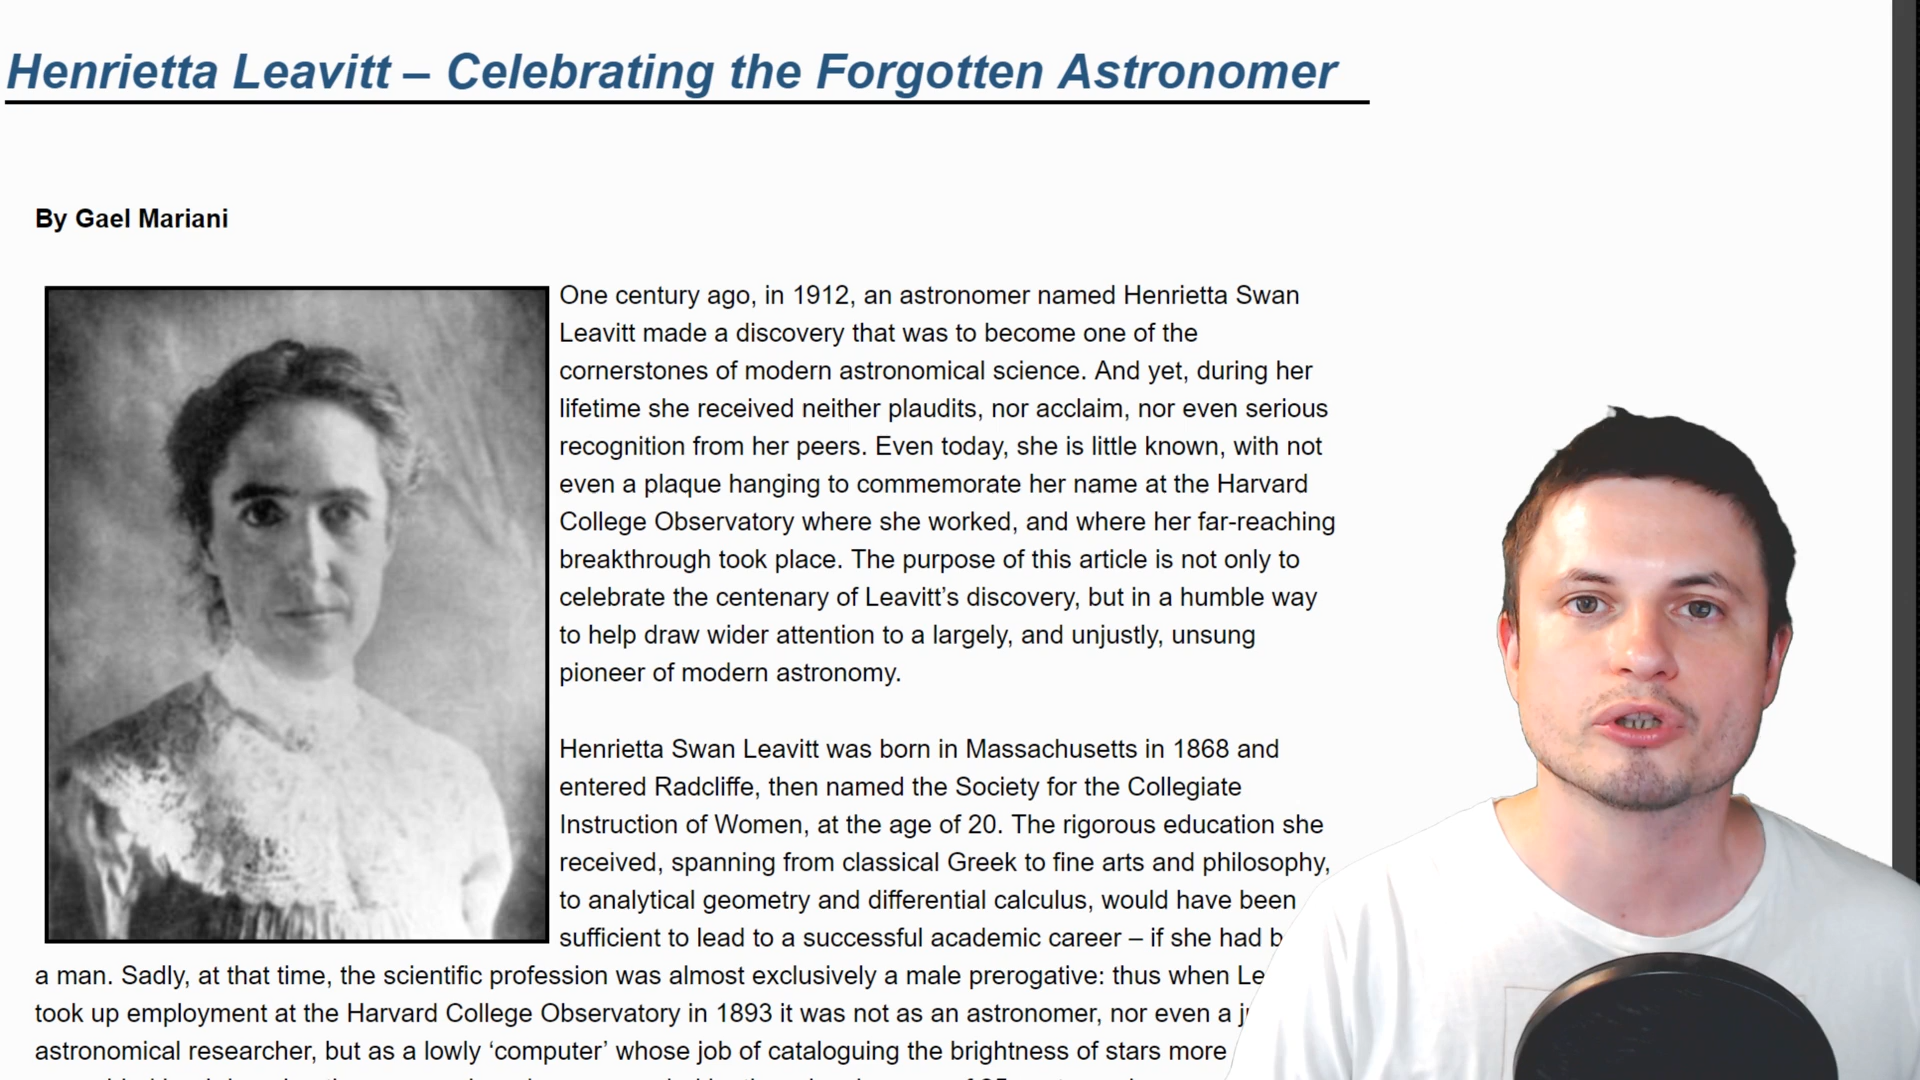 Henrietta Leavitt – Celebrating the Forgotten Astronomer
By Gael Mariani
One century ago, in 1912, an astronomer named Henrietta Swan
Leavitt made a discovery that was to become one of the
cornerstones of modern astronomical science. And yet, during her
lifetime she received neither plaudits, nor acclaim, nor even serious
recognition from her peers. Even today, she is little known, with not
even a plaque hanging to commemorate her name at the Harvard
College Observatory where she worked, and where her far-reaching
breakthrough took place. The purpose of this article is not only to
celebrate the centenary of Leavitt’s discovery, but in a humble way
to help draw wider attention to a largely, and unjustly, unsung
pioneer of modern astronomy.
Henrietta Swan Leavitt was born in Massachusetts in 1868 and
entered Radcliffe, then named the Society for the Collegiate
Instruction of Women, at the age of 20. The rigorous education she
received, spanning from classical Greek to fine arts and philosophy,
to analytical geometry and differential calculus, would have been
sufficient to lead to a successful academic career – if she had
a man. Sadly, at that time, the scientific profession was almost exclusively a male prerogative: thus when
took up employment at the Harvard College Observatory in 1893 it was not as an astronomer, nor even a
astronomical researcher, but as a lowly ‘computer’ whose job of cataloguing the brightness of stars more